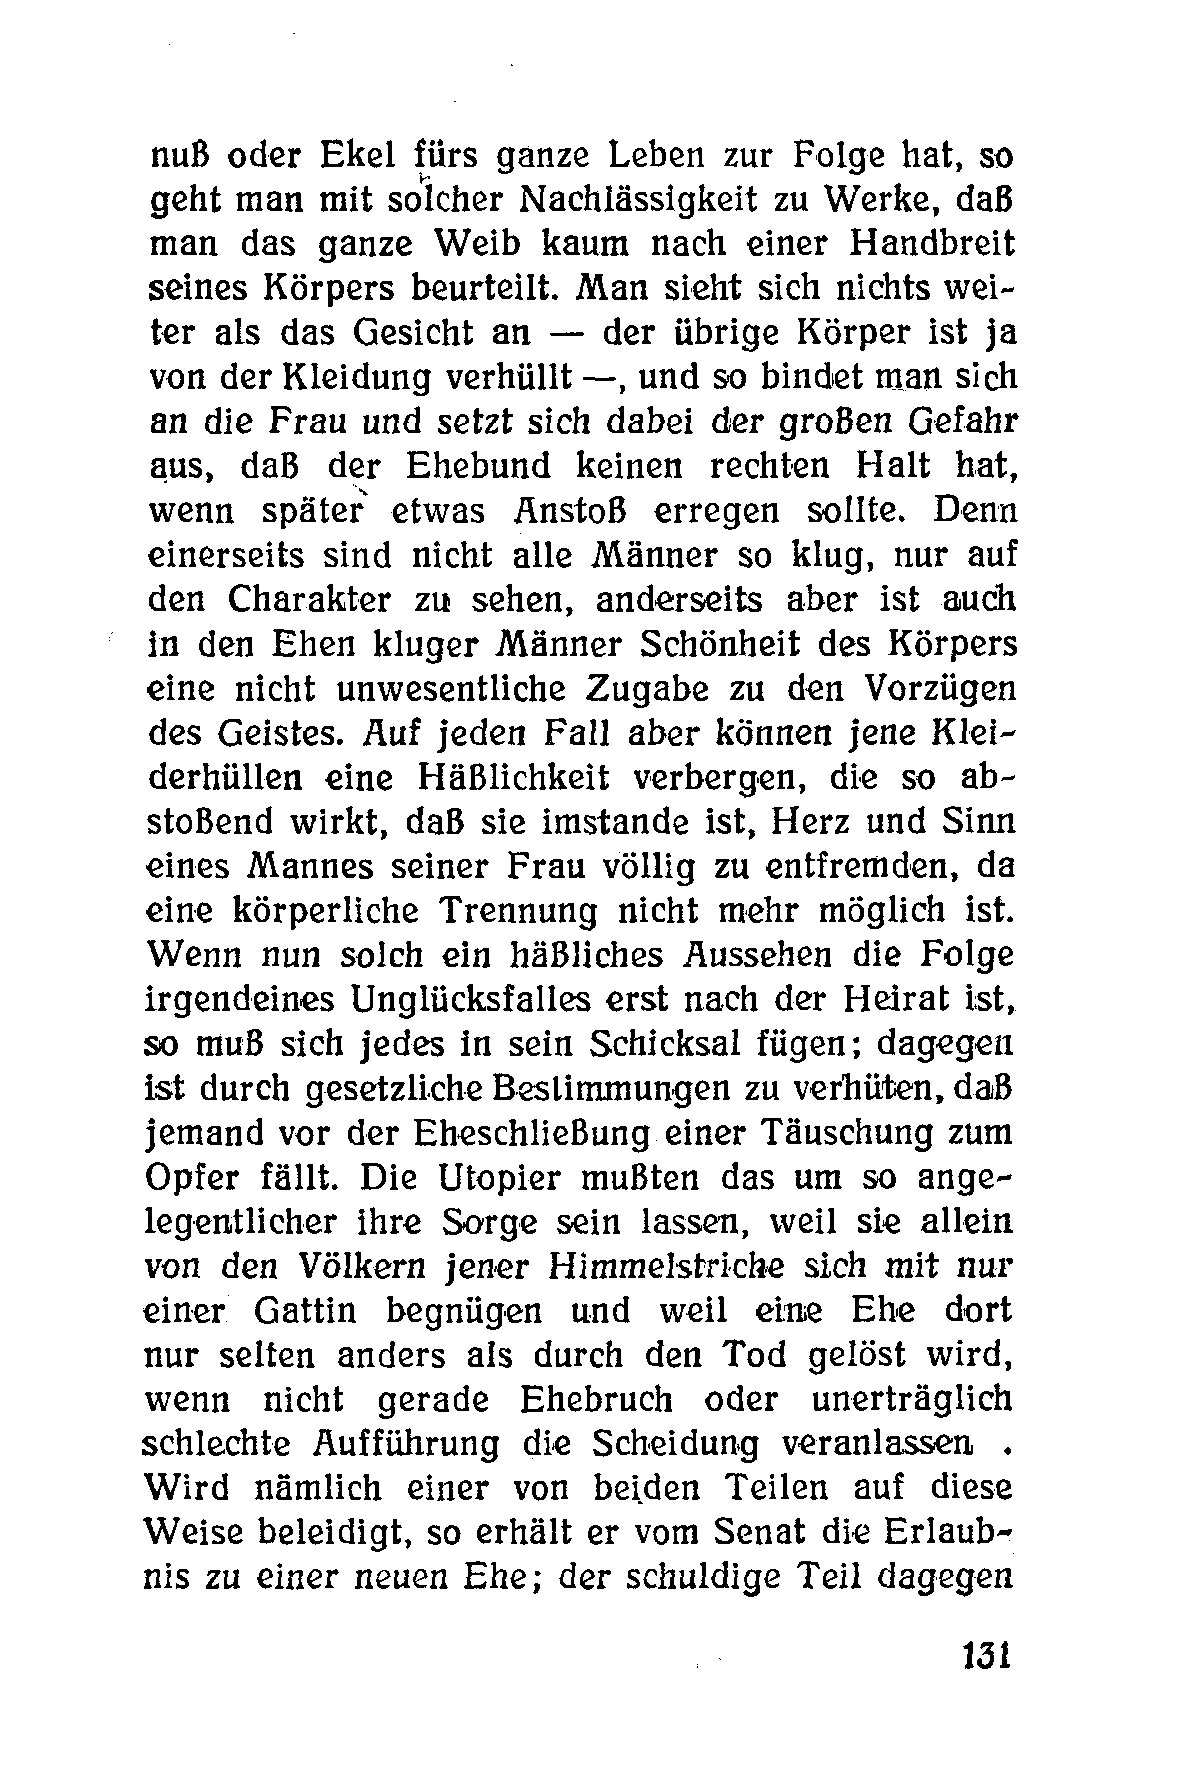 nuß oder Ekel fürs ganze Leben zur Folge hat, so
geht man mit solcher Nachlässigkeit zu Werke, daß
man das ganze Weib kaum nach einer Handbreit
seines Körpers beurteilt. Man sieht sich nichts wei-
ter als das Gesicht an — der übrige Körper ist ja
von der Kleidung verhüllt —, und so bindet man sich
an die Frau und setzt sich dabei der großen Gefahr
aus, daß der Ehebund keinen rechten Halt hat,
wenn später etwas Anstoß erregen sollte. Denn
einerseits sind nicht alle Männer so klug, nur auf
den Charakter zu sehen, anderseits aber ist auch
in den Ehen kluger Männer Schönheit des Körpers
eine nicht unwesentliche Zugabe zu den Vorzügen
des Geistes. Auf jeden Fall aber können jene Klei-
derhüllen eine Häßlichkeit verbergen, die so ab-
stoßend wirkt, daß sie imstande ist, Herz und Sinn
eines Mannes seiner Frau völlig zu entfremden, da
eine körperliche Trennung nicht mehr möglich ist.
Wenn nun solch ein häßliches Aussehen die Folge
irgendeines Unglücksfalles erst nach der Heirat ist,
so muß sich jedes in sein Schicksal fügen; dagegen
ist durch gesetzliche Bestimmungen zu verhüten, daß
jemand vor der Eheschließung einer Täuschung zum
Opfer fällt. Die Utopier mußten das um so ange-
legentlicher ihre Sorge sein lassen, weil sie allein
von den Völkern jener Himmelstriche sich mit nur
einer Gattin begnügen und weil eine Ehe dort
nur selten anders als durch den Tod gelöst wird,
wenn nicht gerade Ehebruch oder unerträglich
schlechte Aufführung die Scheidung veranlassen .
Wird nämlich einer von beiden Teilen auf diese
Weise beleidigt, so erhält er vom Senat die Erlaub-
nis zu einer neuen Ehe; der schuldige Teil dagegen
131